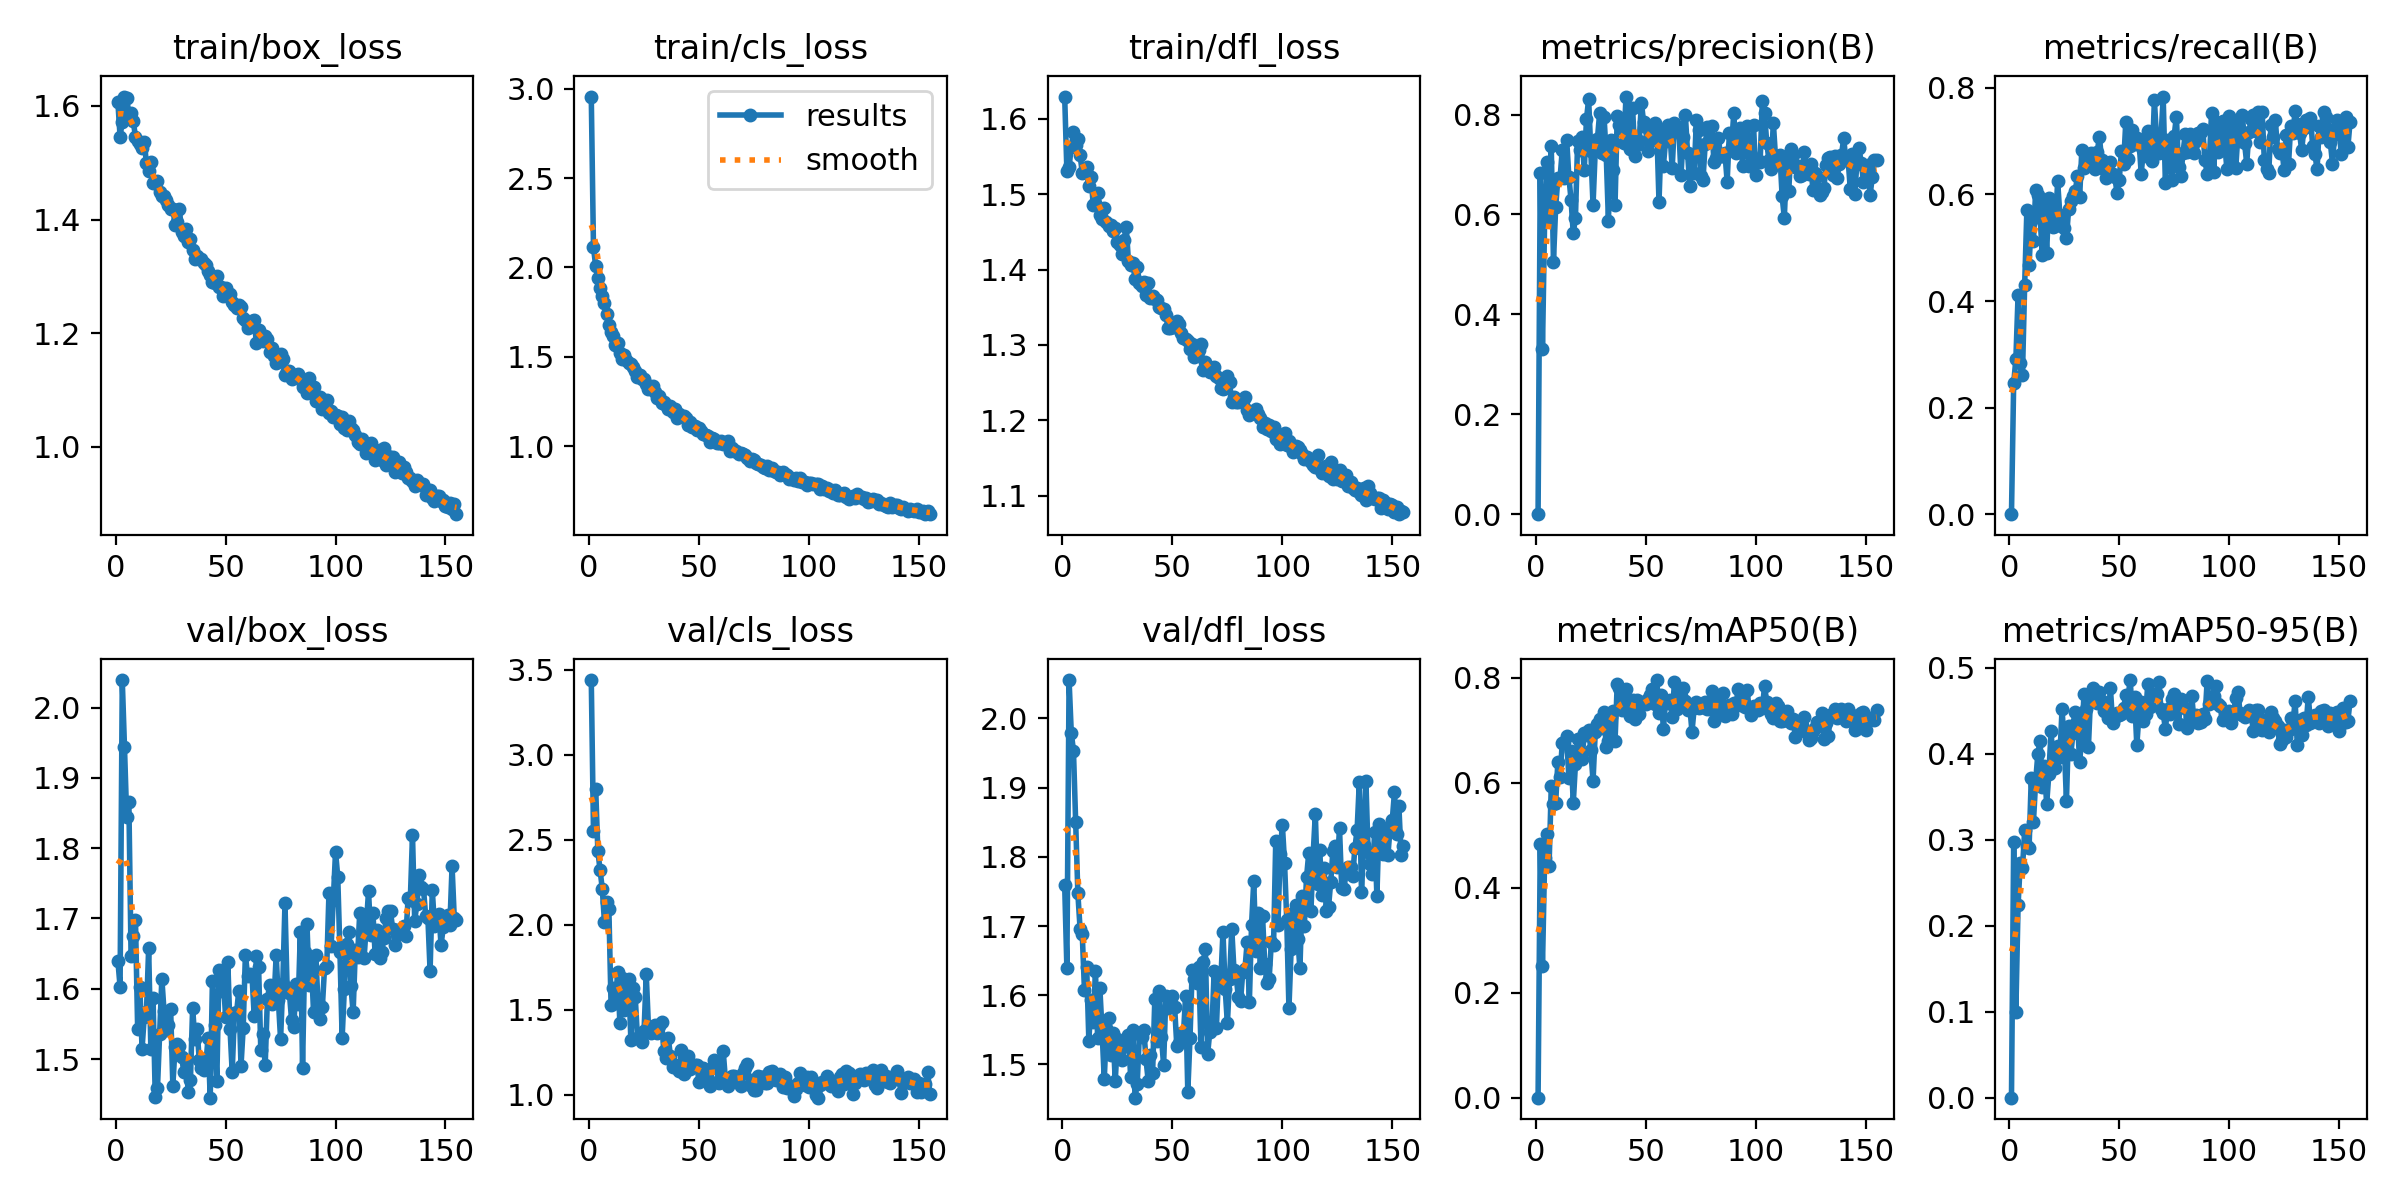 train/box_loss
1.6
1.4
1.2
1.0
0 50 100 150
train/cls_loss
results
smooth
3.0
2.5
2.0
1.5
1.0
0 50 100 150
train/dfl_loss
1.6
1.5
1.4
1.3
1.2
1.1
0 50 100 150
metrics/precision(B)
0.8
0.6
0.4
0.2
0.0
0 50 100 150
metrics/recall(B)
0.8
0.6
0.4
0.2
0.0
0 50 100 150
val/box_loss
2.0
1.9
1.8
1.7
1.6
1.5
0 50 100 150
val/cls_loss
3.5
3.0
2.5
2.0
1.5
1.0
0 50 100 150
val/dfl_loss
2.0
1.9
1.8
1.7
1.6
1.5
0 50 100 150
metrics/mAP50(B)
0.8
0.6
0.4
0.2
0.0
0 50 100 150
metrics/mAP50-95(B)
0.5
0.4
0.3
0.2
0.1
0.0
0 50 100 150